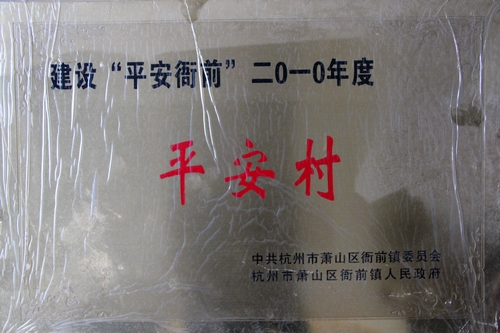 建设“平安衙前”二〇一〇年度
平安村
中共杭州市萧山区衙前镇委员会
杭州市萧山区衙前镇人民政府